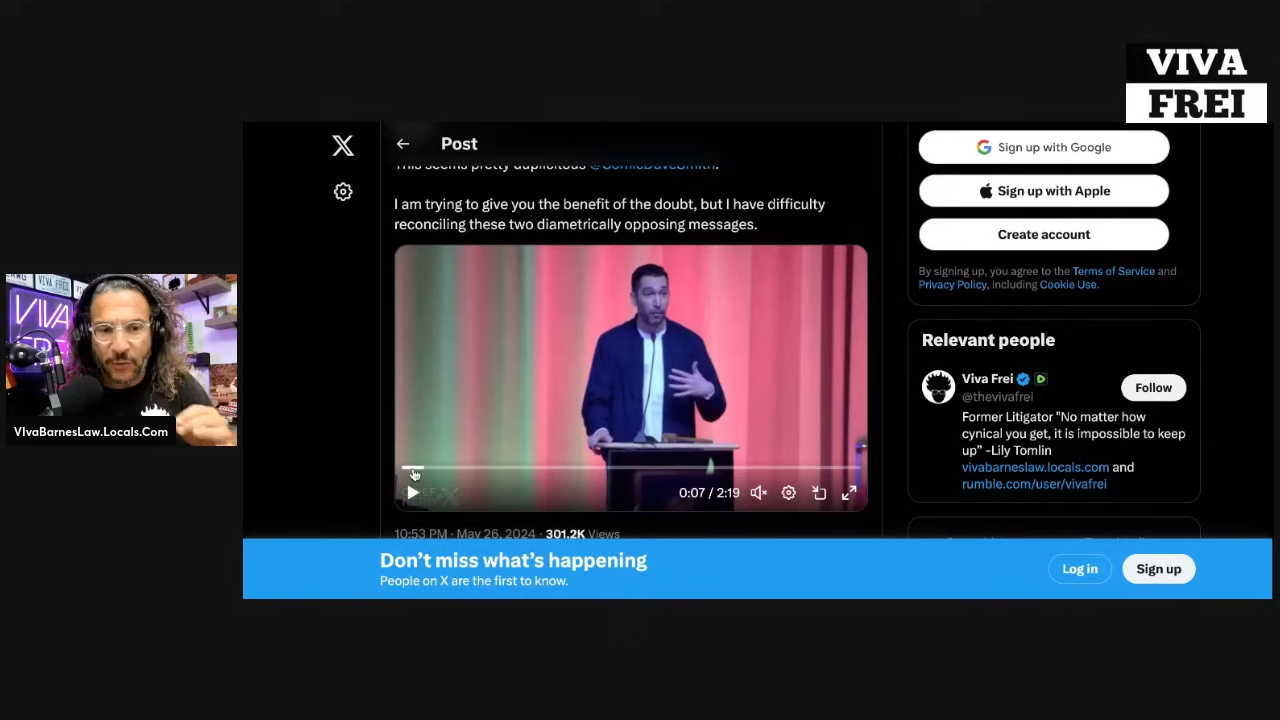 VIVA
FREI
Post
This seems pretty duplicitous @ComicDaveSmith.
I am trying to give you the benefit of the doubt, but I have difficulty
reconciling these two diametrically opposing messages.
0:07 / 2:19
10:53 PM · May 26, 2024 · 301.2K Views
Sign up with Google
Sign up with Apple
Create account
By signing up, you agree to the Terms of Service and
Privacy Policy, including Cookie Use.
Relevant people
Viva Frei
@thevivafrei
Follow
Former Litigator "No matter how
cynical you get, it is impossible to keep
up" -Lily Tomlin
vivabarneslaw.locals.com and
rumble.com/user/vivafrei
VIVA FREI
VIVA
VIvaBarnesLaw.Locals.Com
Don't miss what's happening
People on X are the first to know.
Log in
Sign up